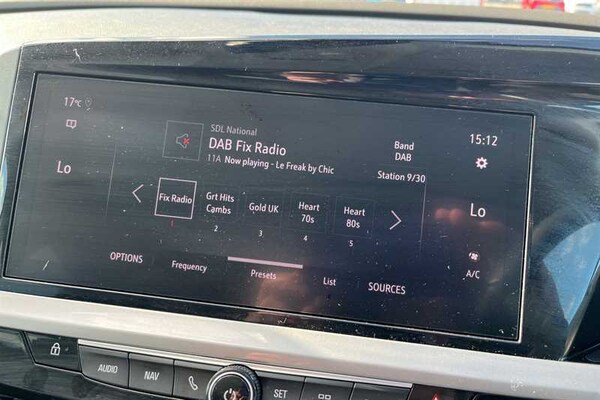 17°C
SDL National
DAB Fix Radio
11A Now playing - Le Freak by Chic
Band
DAB
Station 9/30
15:12
Lo
Lo
Fix Radio
Grt Hits
Cambs
Gold UK
Heart
70s
Heart
80s
1
2
3
4
5
OPTIONS
Frequency
Presets
List
SOURCES
A/C
AUDIO
NAV
SET